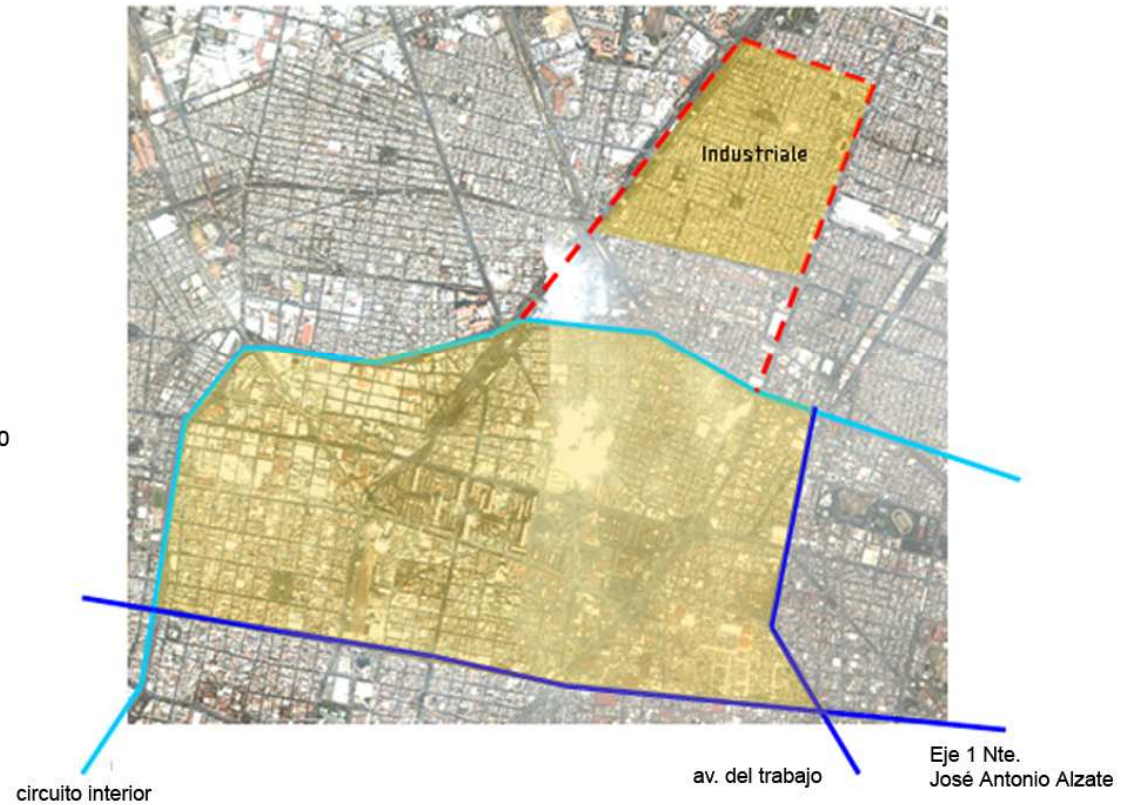 Industriale
o
av. del trabajo
Eje 1 Nte.
José Antonio Alzate
circuito interior